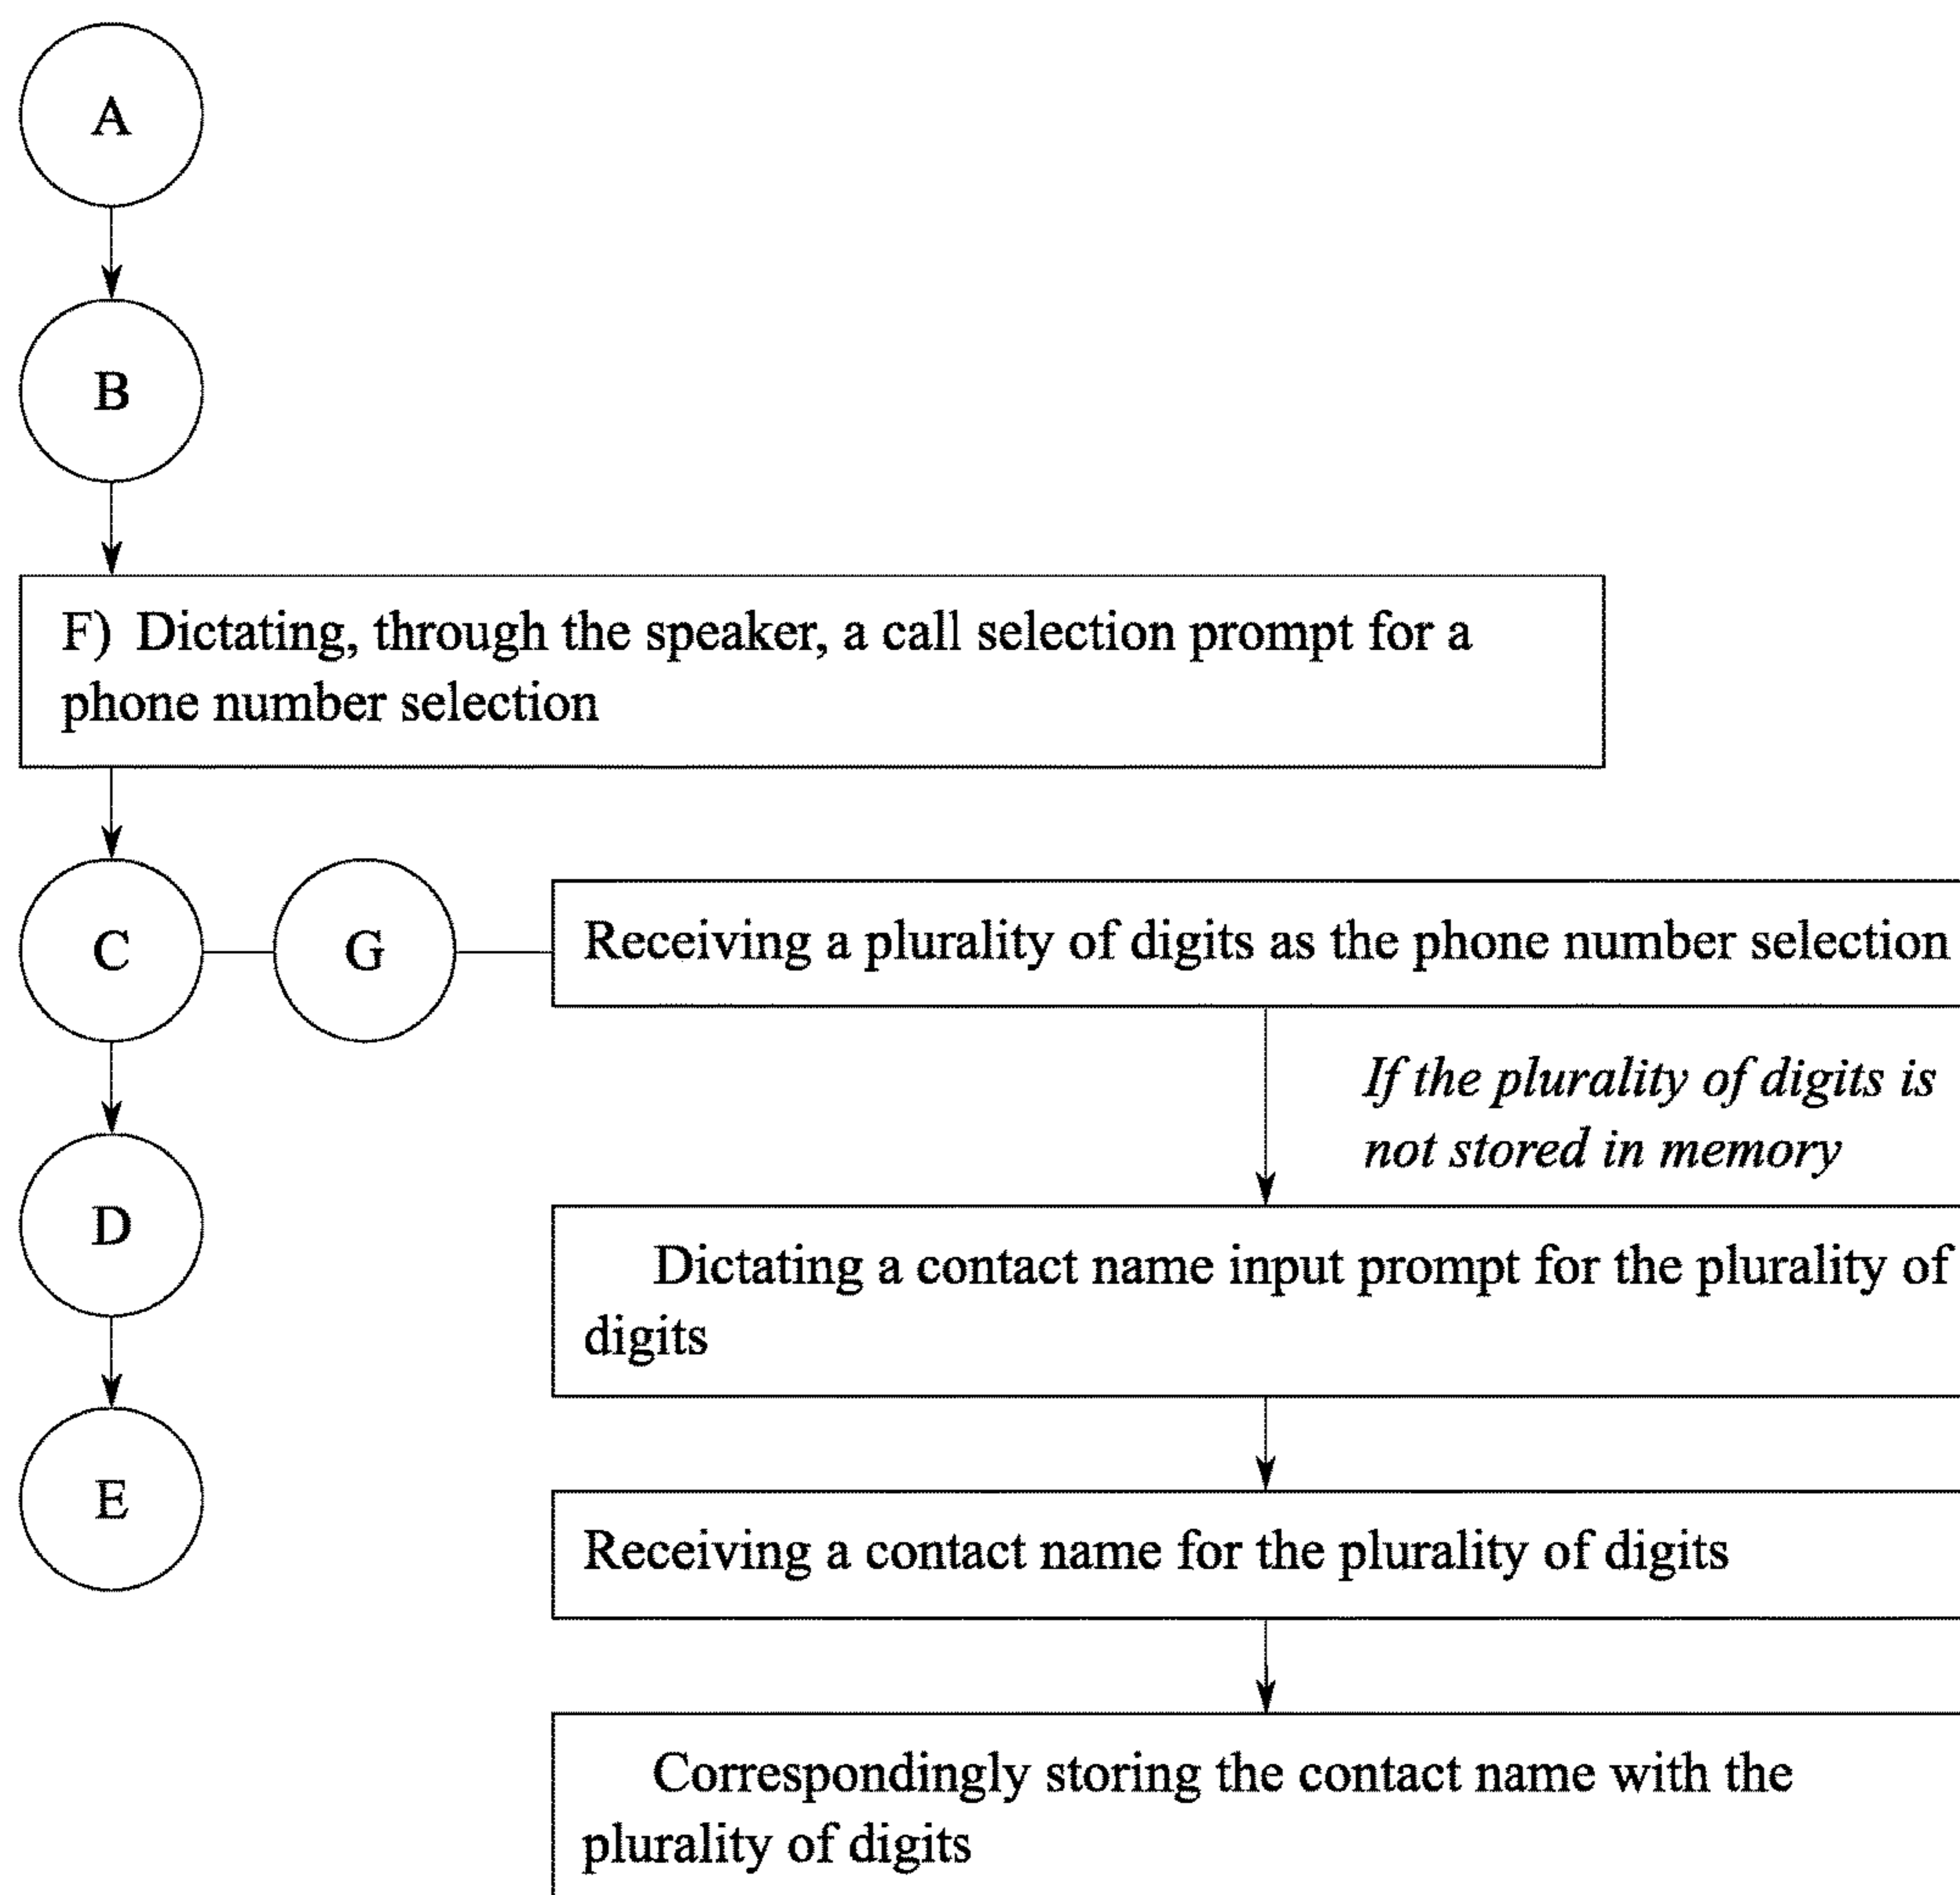 A
B
F) Dictating, through the speaker, a call selection prompt for a
phone number selection
C
G
Receiving a plurality of digits as the phone number selection
If the plurality of digits is
not stored in memory
D
Dictating a contact name input prompt for the plurality of
digits
E
Receiving a contact name for the plurality of digits
Correspondingly storing the contact name with the
plurality of digits